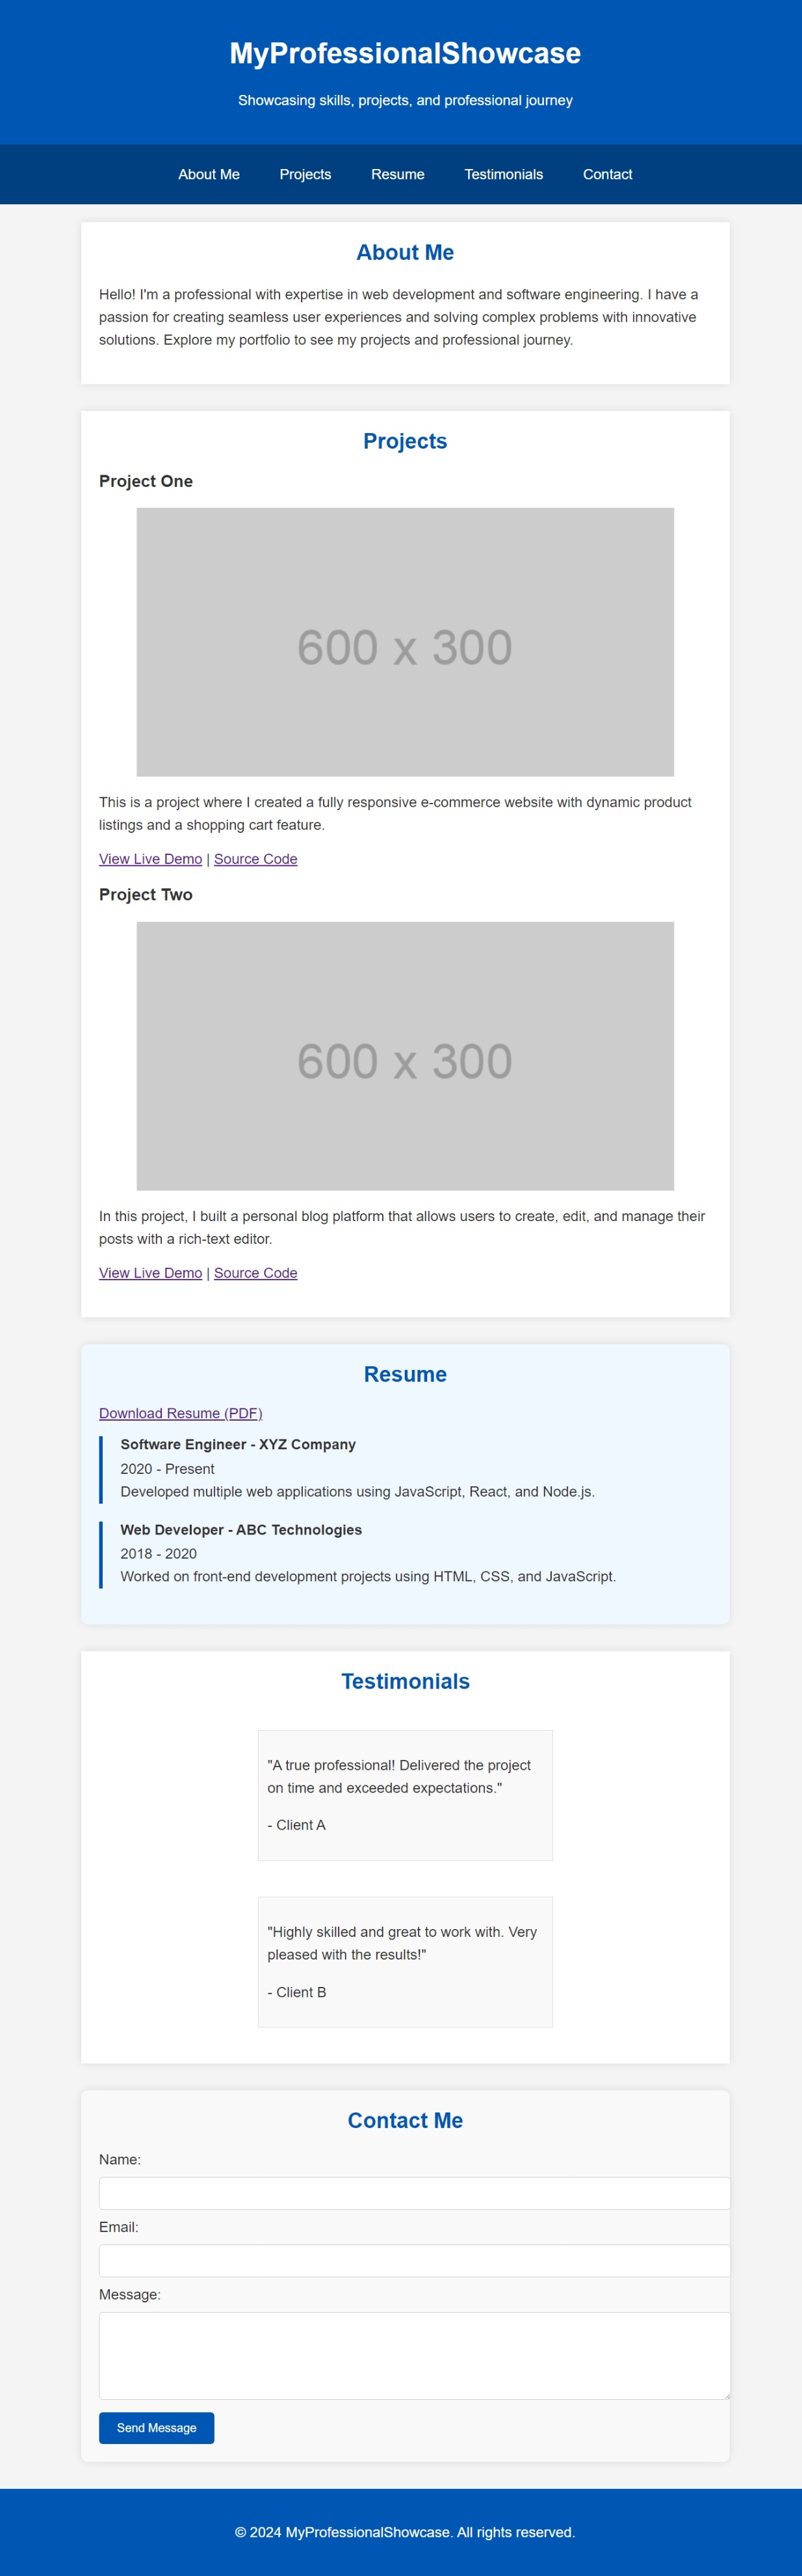 MyProfessionalShowcase
Showcasing skills, projects, and professional journey
About Me Projects Resume Testimonials Contact
About Me
Hello! I'm a professional with expertise in web development and software engineering. I have a
passion for creating seamless user experiences and solving complex problems with innovative
solutions. Explore my portfolio to see my projects and professional journey.
Projects
Project One
600 x 300
This is a project where I created a fully responsive e-commerce website with dynamic product
listings and a shopping cart feature.
View Live Demo | Source Code
Project Two
600 x 300
In this project, I built a personal blog platform that allows users to create, edit, and manage their
posts with a rich-text editor.
View Live Demo | Source Code
Resume
Download Resume (PDF)
Software Engineer - XYZ Company
2020 - Present
Developed multiple web applications using JavaScript, React, and Node.js.
Web Developer - ABC Technologies
2018 - 2020
Worked on front-end development projects using HTML, CSS, and JavaScript.
Testimonials
"A true professional! Delivered the project
on time and exceeded expectations."
- Client A
"Highly skilled and great to work with. Very
pleased with the results!"
- Client B
Contact Me
Name:
Email:
Message:
Send Message
© 2024 MyProfessionalShowcase. All rights reserved.